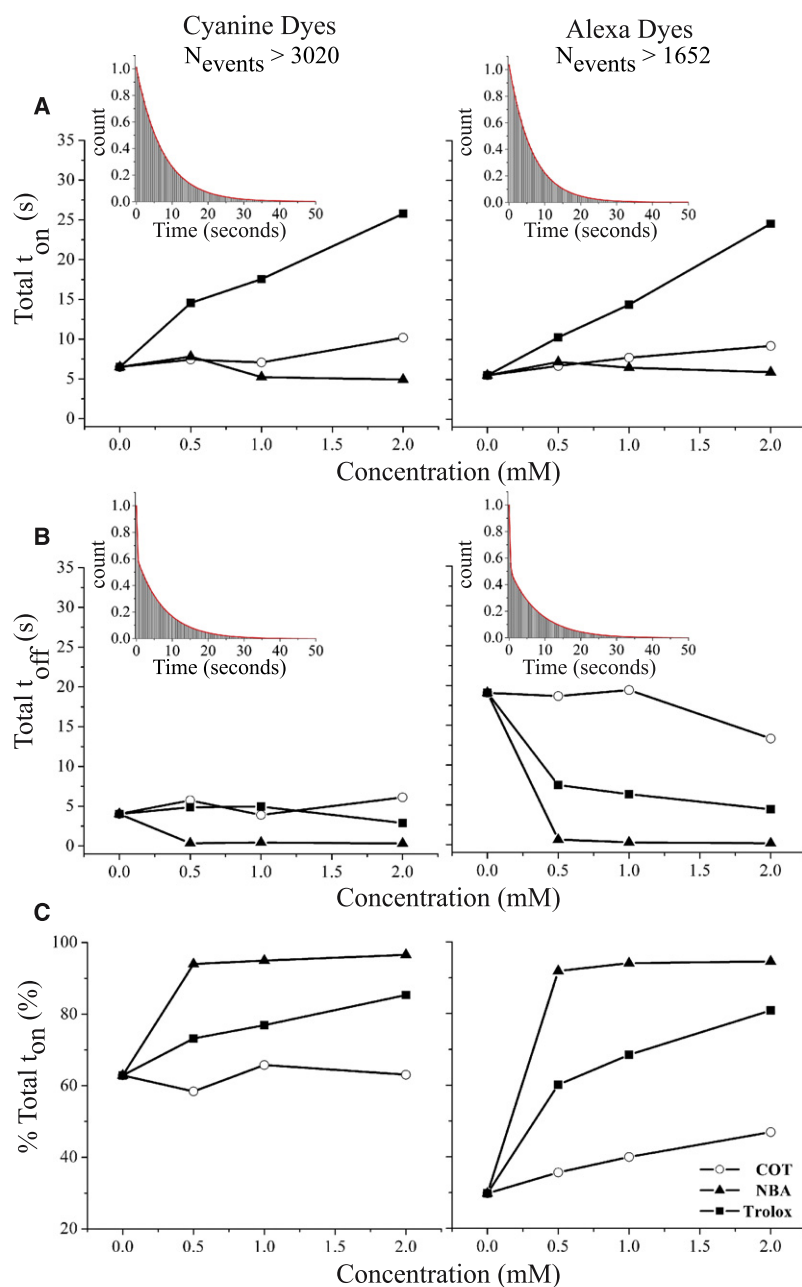 Cyanine Dyes
Nevents > 3020
Alexa Dyes
Nevents > 1652
A
count
1.0
0.8
0.6
0.4
0.2
0.0
0 10 20 30 40 50
Time (seconds)
count
1.0
0.8
0.6
0.4
0.2
0.0
0 10 20 30 40 50
Time (seconds)
Total ton (s)
35
30
25
20
15
10
5
0
0.0 0.5 1.0 1.5 2.0
0.0 0.5 1.0 1.5 2.0
Concentration (mM)
B
count
1.0
0.8
0.6
0.4
0.2
0.0
0 10 20 30 40 50
Time (seconds)
count
1.0
0.8
0.6
0.4
0.2
0.0
0 10 20 30 40 50
Time (seconds)
Total toff (s)
35
30
25
20
15
10
5
0
0.0 0.5 1.0 1.5 2.0
0.0 0.5 1.0 1.5 2.0
Concentration (mM)
C
% Total ton (%)
100
80
60
40
20
COT
NBA
Trolox
0.0 0.5 1.0 1.5 2.0
0.0 0.5 1.0 1.5 2.0
Concentration (mM)